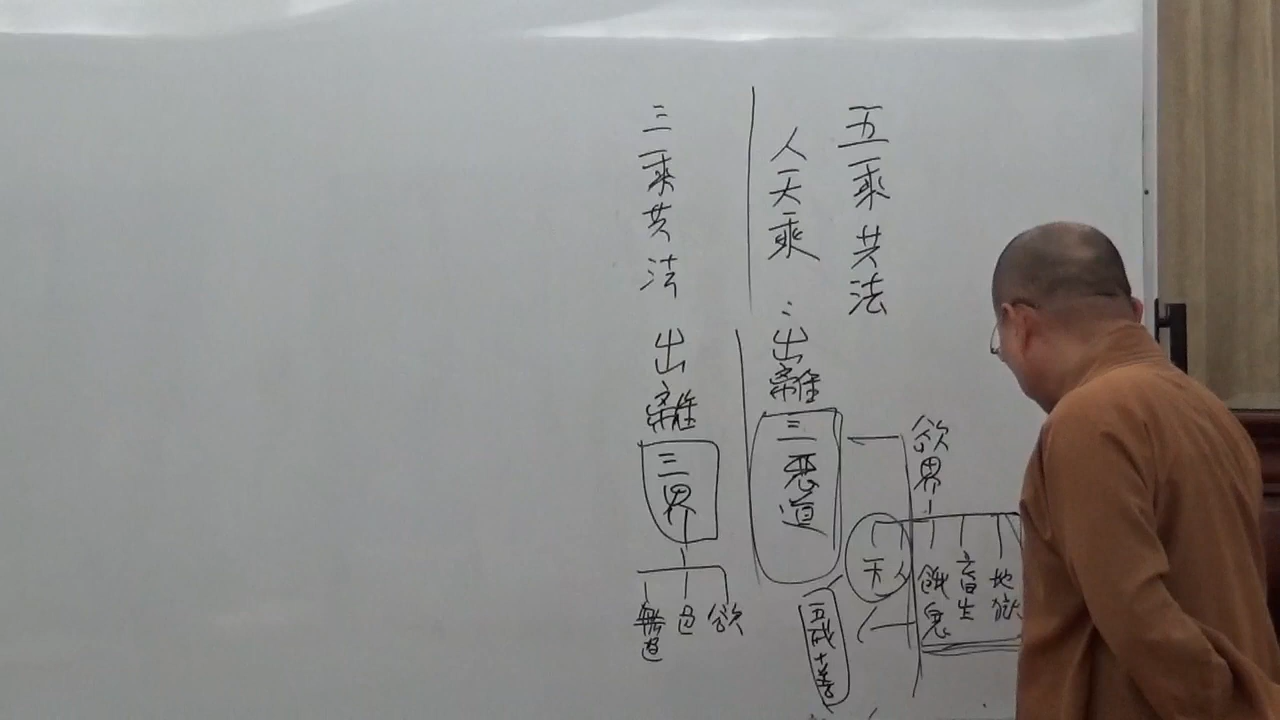 五乘共法
人天乘:出離三惡道
欲界
地獄
畜生
餓鬼
人
天
五戒十善
三乘共法 出離三界
欲
色
無色